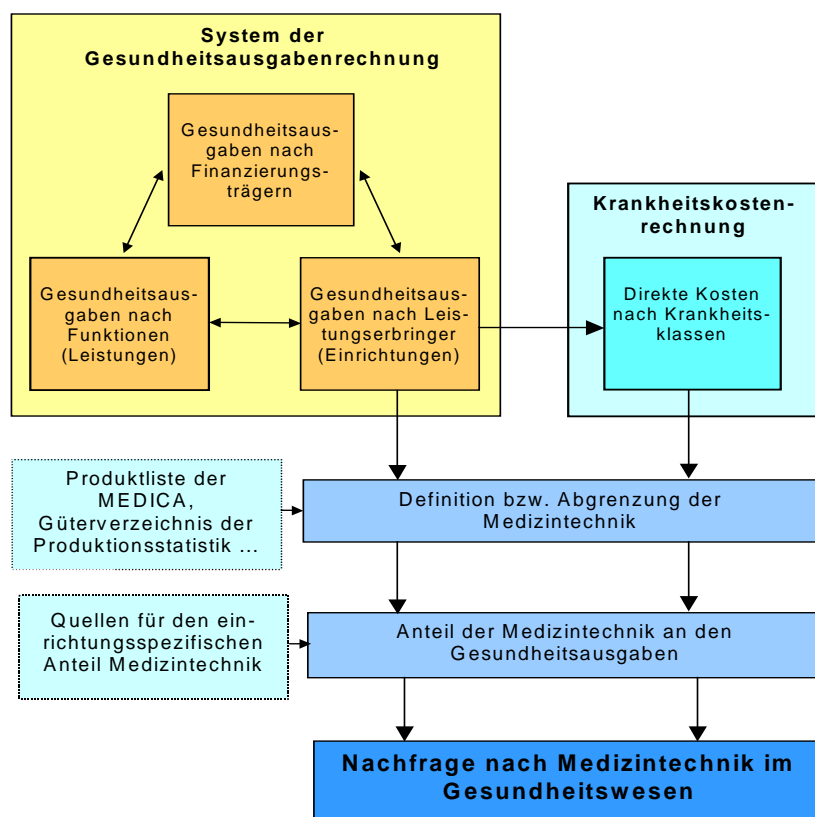 System der
Gesundheitsausgabenrechnung
Gesundheitsaus-
gaben nach
Finanzierungs-
trägern
Krankheitskosten-
rechnung
Gesundheitsaus-
gaben nach
Funktionen
(Leistungen)
Gesundheitsaus-
gaben nach Leis-
tungserbringer
(Einrichtungen)
Direkte Kosten
nach Krankheits-
klassen
Produktliste der
MEDICA,
Güterverzeichnis der
Produktionsstatistik ...
Definition bzw. Abgrenzung der
Medizintechnik
Quellen für den ein-
richtungsspezifischen
Anteil Medizintechnik
Anteil der Medizintechnik an den
Gesundheitsausgaben
Nachfrage nach Medizintechnik im
Gesundheitswesen